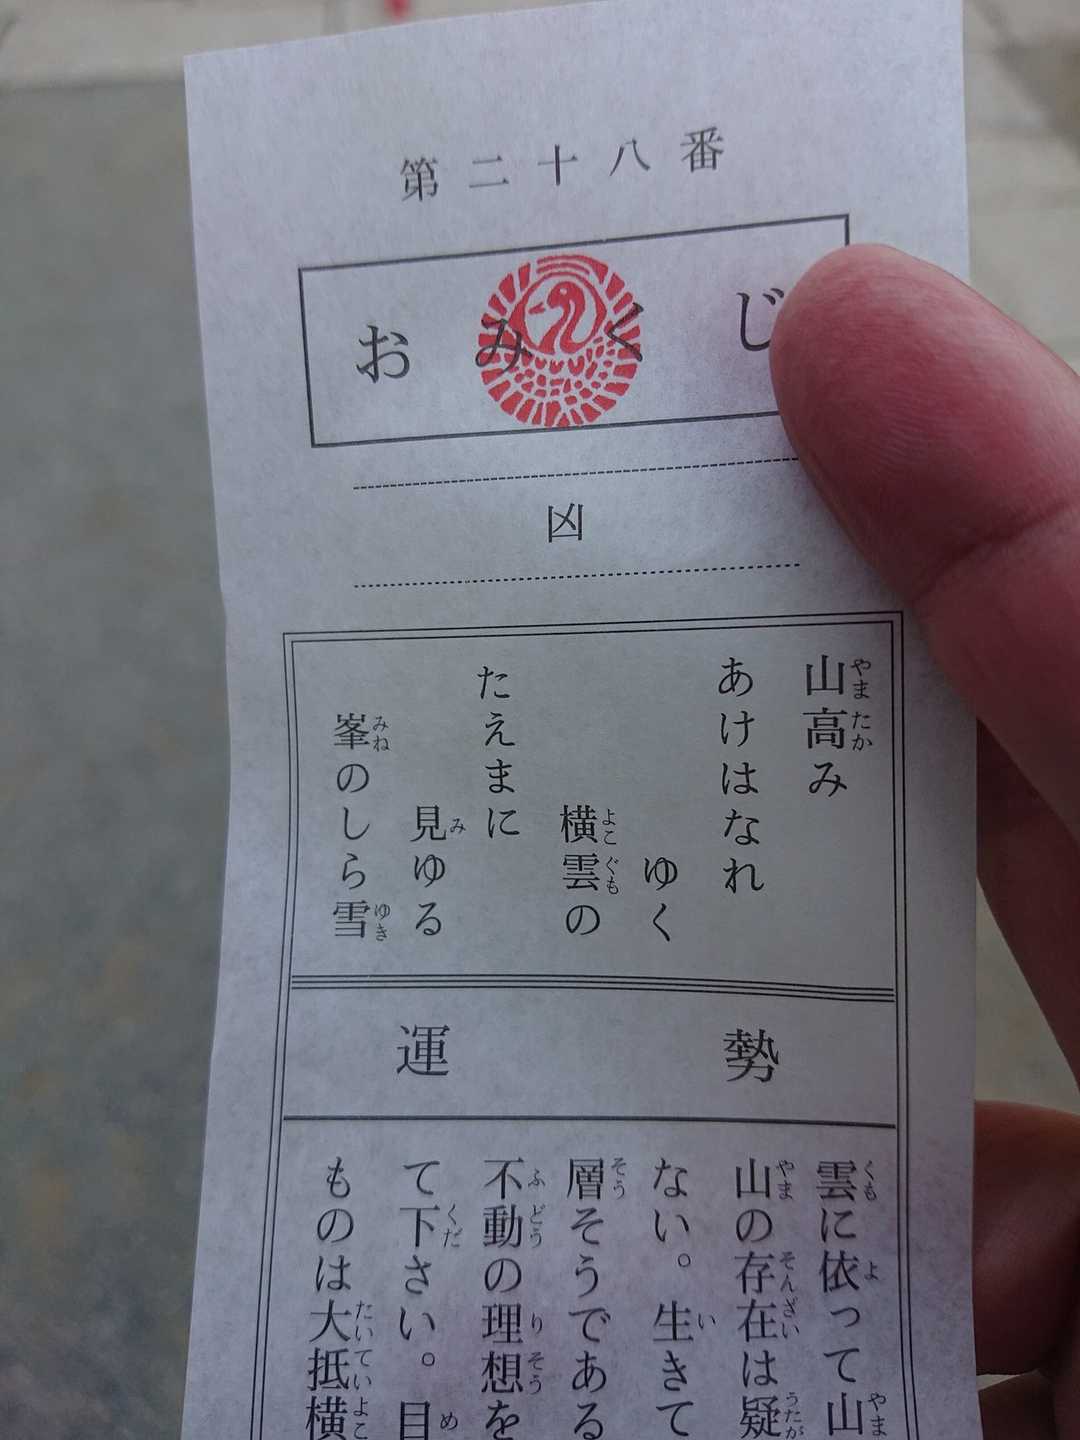 第二十八番
おみくじ
凶
山高み
あけはなれ
ゆく
横雲の
たえまに
見ゆる
峯のしら雪
運勢
雲に依って山
山の存在は疑
ない。生きて
層そうである
不動の理想を
て下さい。目
ものは大抵横